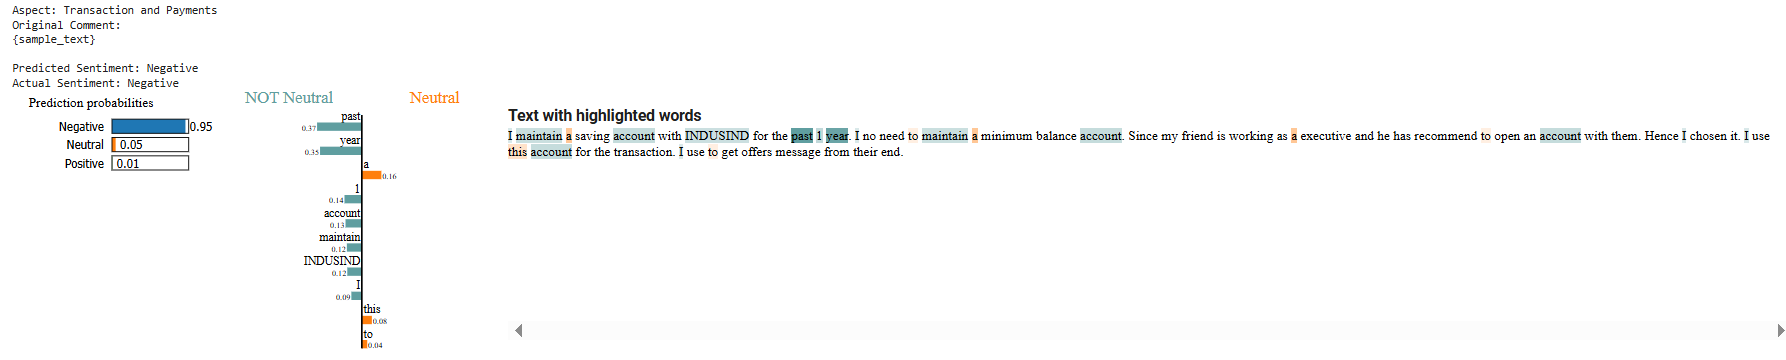 Aspect: Transaction and Payments
Original Comment:
{sample_text}
Predicted Sentiment: Negative
Actual Sentiment: Negative
Prediction probabilities
Negative 0.95
Neutral 0.05
Positive 0.01
NOT Neutral Neutral
past
0.37
year
0.35
a
0.16
1
0.14
account
0.13
maintain
0.12
INDUSIND
0.12
I
0.09
this
0.08
to
0.04
Text with highlighted words
I maintain a saving account with INDUSIND for the past 1 year. I no need to maintain a minimum balance account. Since my friend is working as a executive and he has recommend to open an account with them. Hence I chosen it. I use
this account for the transaction. I use to get offers message from their end.